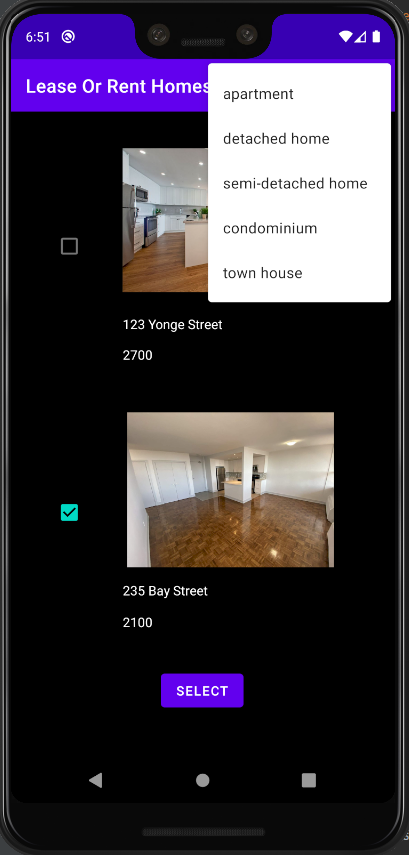 6:51
Lease Or Rent Homes
apartment
detached home
semi-detached home
condominium
town house
123 Yonge Street
2700
235 Bay Street
2100
SELECT